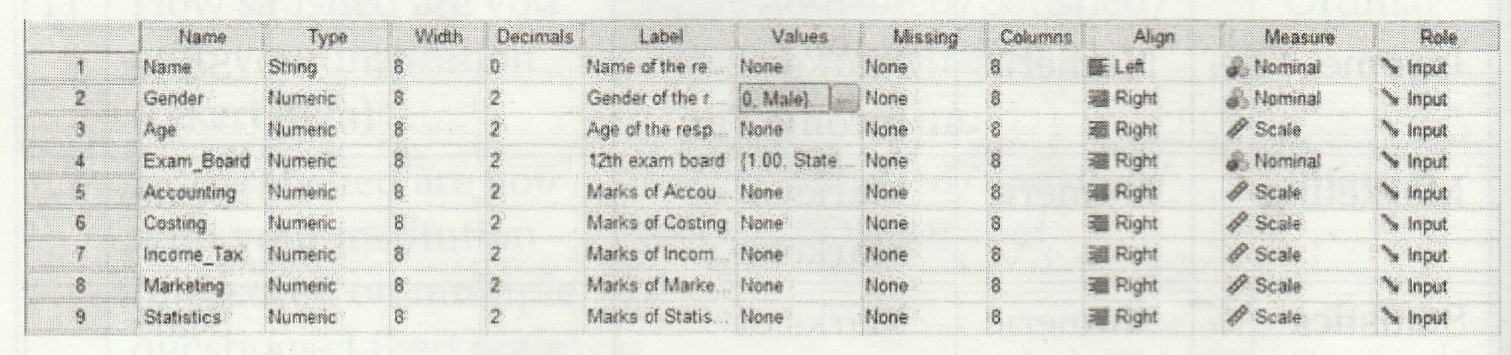 Name Type Width Decimals Label Values Missing Columns Align Measure Role
1 Name String 8 0 Name of the re... None None 8 Left Nominal Input
2 Gender Numeric 8 2 Gender of the r... 0, Male} ... None 8 Right Nominal Input
3 Age Numeric 8 2 Age of the resp... None None 8 Right Scale Input
4 Exam_Board Numeric 8 2 12th exam board {1.00, State... None 8 Right Nominal Input
5 Accounting Numeric 8 2 Marks of Accou... None None 8 Right Scale Input
6 Costing Numeric 8 2 Marks of Costing None None 8 Right Scale Input
7 Income_Tax Numeric 8 2 Marks of Incom... None None 8 Right Scale Input
8 Marketing Numeric 8 2 Marks of Marke... None None 8 Right Scale Input
9 Statistics Numeric 8 2 Marks of Statis... None None 8 Right Scale Input